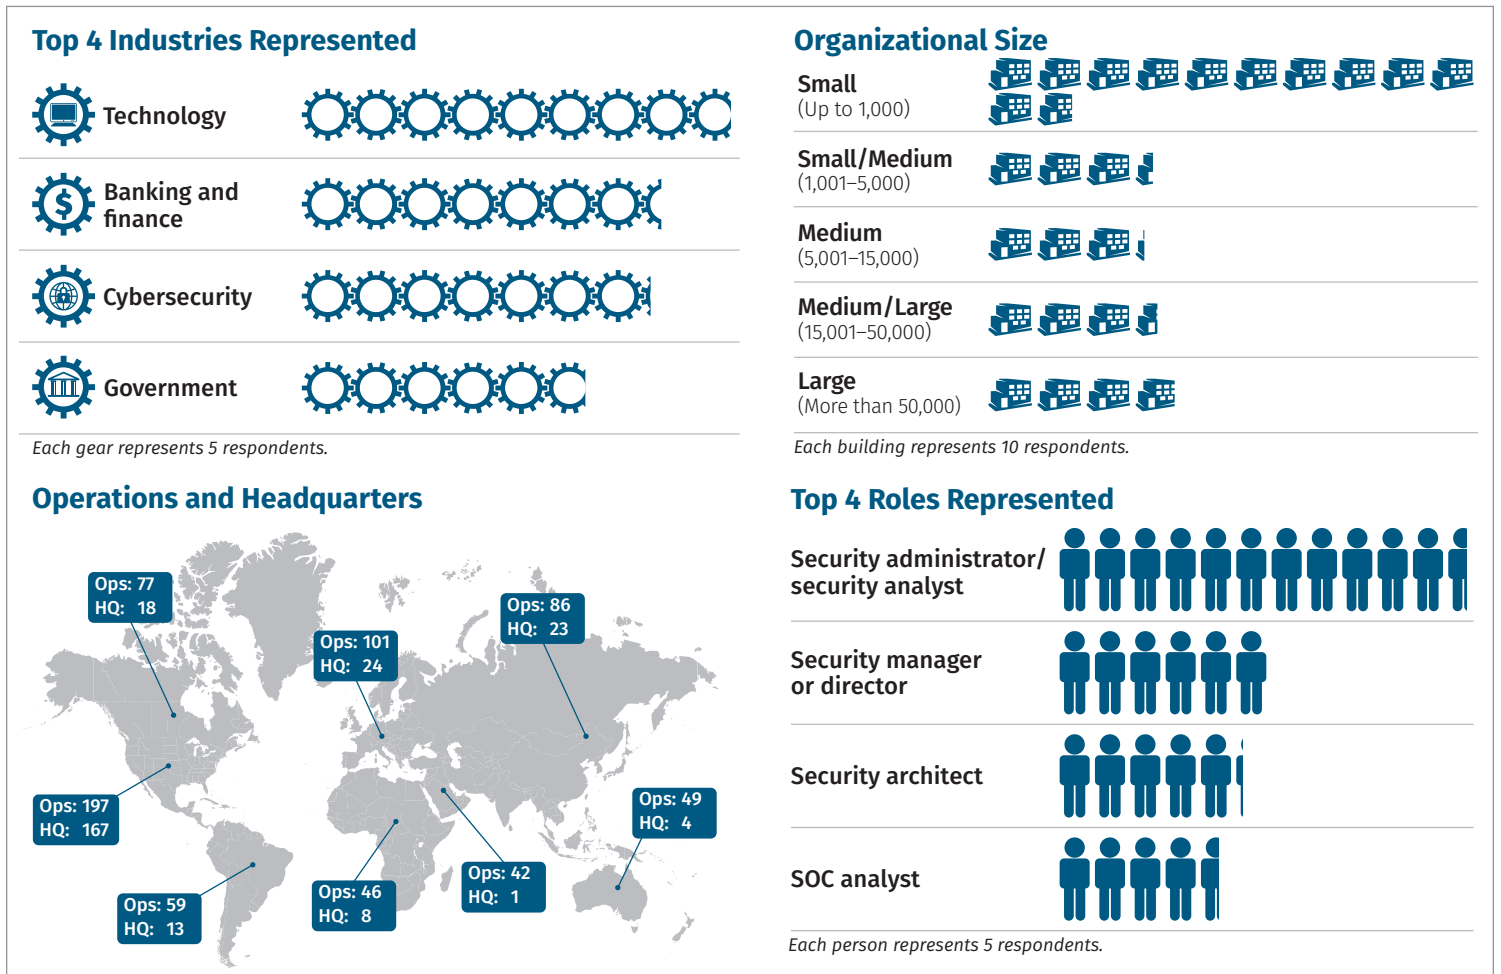 Top 4 Industries Represented
Technology
$
Banking and
finance
Cybersecurity
Government
Each gear represents 5 respondents.
Organizational Size
Small
(Up to 1,000)
Small/Medium
(1,001–5,000)
Medium
(5,001–15,000)
Medium/Large
(15,001–50,000)
Large
(More than 50,000)
Each building represents 10 respondents.
Operations and Headquarters
Ops: 77
HQ: 18
Ops: 101
HQ: 24
Ops: 86
HQ: 23
Ops: 197
HQ: 167
Ops: 49
HQ: 4
Ops: 42
HQ: 1
Ops: 46
HQ: 8
Ops: 59
HQ: 13
Top 4 Roles Represented
Security administrator/
security analyst
Security manager
or director
Security architect
SOC analyst
Each person represents 5 respondents.